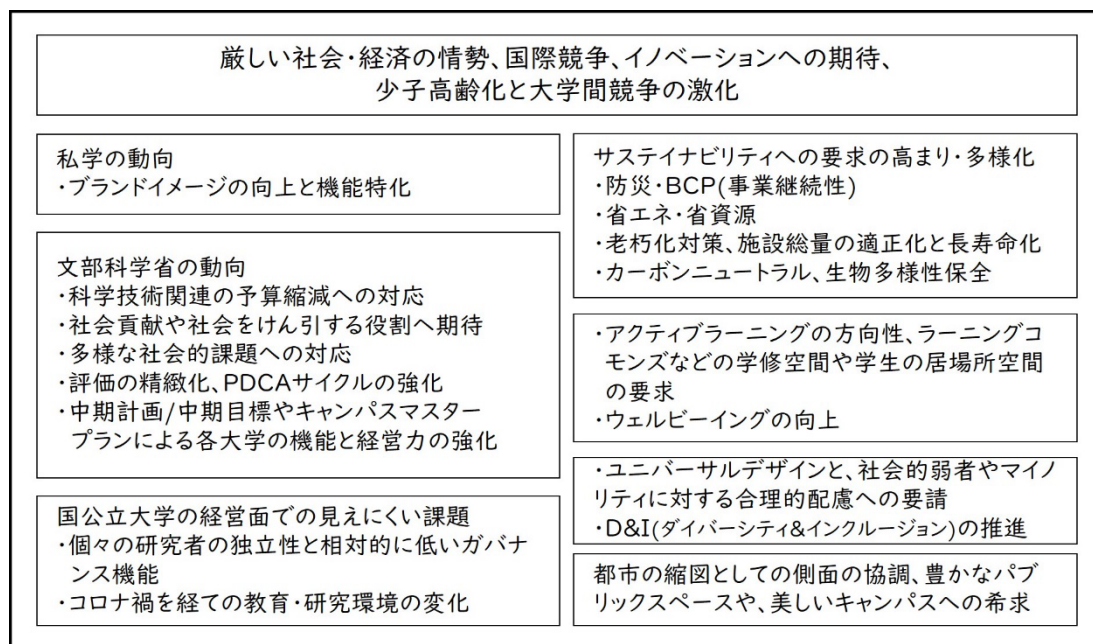 厳しい社会・経済の情勢、国際競争、イノベーションへの期待、
少子高齢化と大学間競争の激化
私学の動向
・ブランドイメージの向上と機能特化
文部科学省の動向
・科学技術関連の予算縮減への対応
・社会貢献や社会をけん引する役割へ期待
・多様な社会的課題への対応
・評価の精緻化、PDCAサイクルの強化
・中期計画/中期目標やキャンパスマスター
プランによる各大学の機能と経営力の強化
国公立大学の経営面での見えにくい課題
・個々の研究者の独立性と相対的に低いガバナ
ンス機能
・コロナ禍を経ての教育・研究環境の変化
サステイナビリティへの要求の高まり・多様化
・防災・BCP(事業継続性)
・省エネ・省資源
・老朽化対策、施設総量の適正化と長寿命化
・カーボンニュートラル、生物多様性保全
・アクティブラーニングの方向性、ラーニングコ
モンズなどの学修空間や学生の居場所空間
の要求
・ウェルビーイングの向上
・ユニバーサルデザインと、社会的弱者やマイノ
リティに対する合理的配慮への要請
・D&I(ダイバーシティ&インクルージョン)の推進
都市の縮図としての側面の協調、豊かなパブ
リックスペースや、美しいキャンパスへの希求